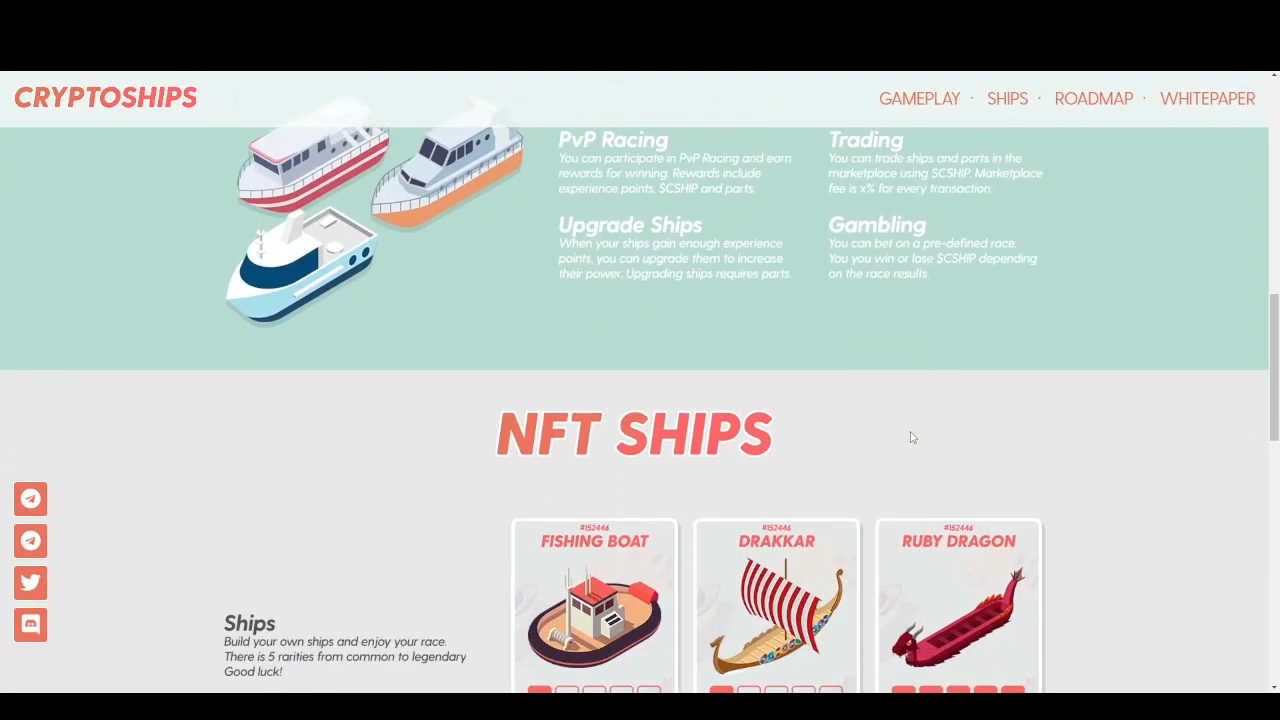 CRYPTOSHIPS
GAMEPLAY · SHIPS · ROADMAP · WHITEPAPER
PvP Racing
You can participate in PvP Racing and earn
rewards for winning. Rewards include
experience points, $CSHIP and parts.
Trading
You can trade ships and parts in the
marketplace using $CSHIP. Marketplace
fee is x% for every transaction.
Upgrade Ships
When your ships gain enough experience
points, you can upgrade them to increase
their power. Upgrading ships requires parts.
Gambling
You can bet on a pre-defined race.
You you win or lose $CSHIP depending
on the race results.
NFT SHIPS
Ships
Build your own ships and enjoy your race.
There is 5 rarities from common to legendary
Good luck!
#152446
FISHING BOAT
#152446
DRAKKAR
#152446
RUBY DRAGON